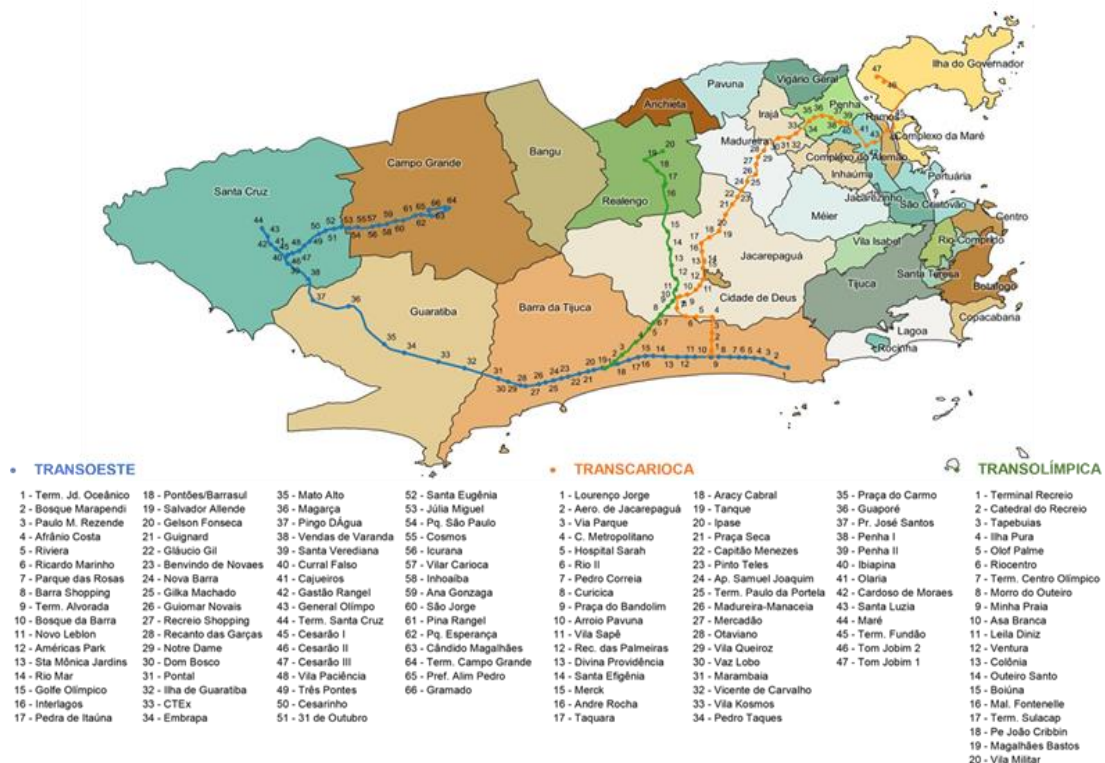 Ilha do Governador
Pavuna
Vigário Geral
Anchieta
Irajá
Penha
Ramos
Madureira
Complexo da Maré
Campo Grande
Bangu
Complexo do Alemão
Inhaúma
Portuária
Santa Cruz
Realengo
Jacarezinho
São Cristóvão
Méier
Centro
Vila Isabel
Rio Comprido
Jacarepaguá
Santa Teresa
Tijuca
Botafogo
Cidade de Deus
Guaratiba
Barra da Tijuca
Copacabana
Lagoa
Rocinha
TRANSOESTE
1 - Term. Jd. Oceânico
2 - Bosque Marapendi
3 - Paulo M. Rezende
4 - Afrânio Costa
5 - Riviera
6 - Ricardo Marinho
7 - Parque das Rosas
8 - Barra Shopping
9 - Term. Alvorada
10 - Bosque da Barra
11 - Novo Leblon
12 - Américas Park
13 - Sta Mônica Jardins
14 - Rio Mar
15 - Golfe Olímpico
16 - Interlagos
17 - Pedra de Itaúna
18 - Pontões/Barrasul
19 - Salvador Allende
20 - Gelson Fonseca
21 - Guignard
22 - Gláucio Gil
23 - Benvindo de Novaes
24 - Nova Barra
25 - Gilka Machado
26 - Guiomar Novais
27 - Recreio Shopping
28 - Recanto das Garças
29 - Notre Dame
30 - Dom Bosco
31 - Pontal
32 - Ilha de Guaratiba
33 - CTEx
34 - Embrapa
35 - Mato Alto
36 - Magarça
37 - Pingo DÁgua
38 - Vendas de Varanda
39 - Santa Verediana
40 - Curral Falso
41 - Cajueiros
42 - Gastão Rangel
43 - General Olímpo
44 - Term. Santa Cruz
45 - Cesarão I
46 - Cesarão II
47 - Cesarão III
48 - Vila Paciência
49 - Três Pontes
50 - Cesarinho
51 - 31 de Outubro
52 - Santa Eugênia
53 - Júlia Miguel
54 - Pq. São Paulo
55 - Cosmos
56 - Icurana
57 - Vilar Carioca
58 - Inhoaíba
59 - Ana Gonzaga
60 - São Jorge
61 - Pina Rangel
62 - Pq. Esperança
63 - Cândido Magalhães
64 - Term. Campo Grande
65 - Pref. Alim Pedro
66 - Gramado
TRANSCARIOCA
1 - Lourenço Jorge
2 - Aero. de Jacarepaguá
3 - Via Parque
4 - C. Metropolitano
5 - Hospital Sarah
6 - Rio II
7 - Pedro Correia
8 - Curicica
9 - Praça do Bandolim
10 - Arroio Pavuna
11 - Vila Sapê
12 - Rec. das Palmeiras
13 - Divina Providência
14 - Santa Efigênia
15 - Merck
16 - Andre Rocha
17 - Taquara
18 - Aracy Cabral
19 - Tanque
20 - Ipase
21 - Praça Seca
22 - Capitão Menezes
23 - Pinto Teles
24 - Ap. Samuel Joaquim
25 - Term. Paulo da Portela
26 - Madureira-Manaceia
27 - Mercadão
28 - Otaviano
29 - Vila Queiroz
30 - Vaz Lobo
31 - Marambaia
32 - Vicente de Carvalho
33 - Vila Kosmos
34 - Pedro Taques
35 - Praça do Carmo
36 - Guaporé
37 - Pr. José Santos
38 - Penha I
39 - Penha II
40 - Ibiapina
41 - Olaria
42 - Cardoso de Moraes
43 - Santa Luzia
44 - Maré
45 - Term. Fundão
46 - Tom Jobim 2
47 - Tom Jobim 1
TRANSOLÍMPICA
1 - Terminal Recreio
2 - Catedral do Recreio
3 - Tapebuias
4 - Ilha Pura
5 - Olof Palme
6 - Riocentro
7 - Term. Centro Olímpico
8 - Morro do Outeiro
9 - Minha Praia
10 - Asa Branca
11 - Leila Diniz
12 - Ventura
13 - Colônia
14 - Outeiro Santo
15 - Boiúna
16 - Mal. Fontenelle
17 - Term. Sulacap
18 - Pe João Cribbin
19 - Magalhães Bastos
20 - Vila Militar